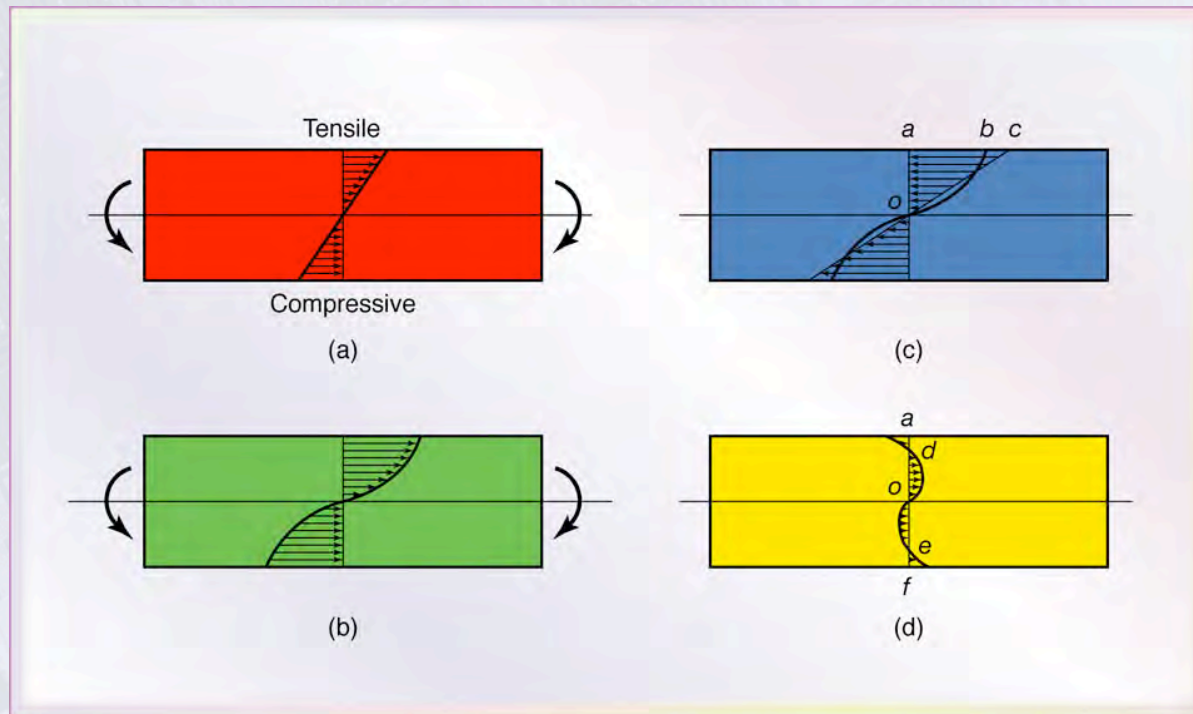 Tensile
Compressive
(a)
(b)
a b c
o
(c)
a
d
o
e
f
(d)